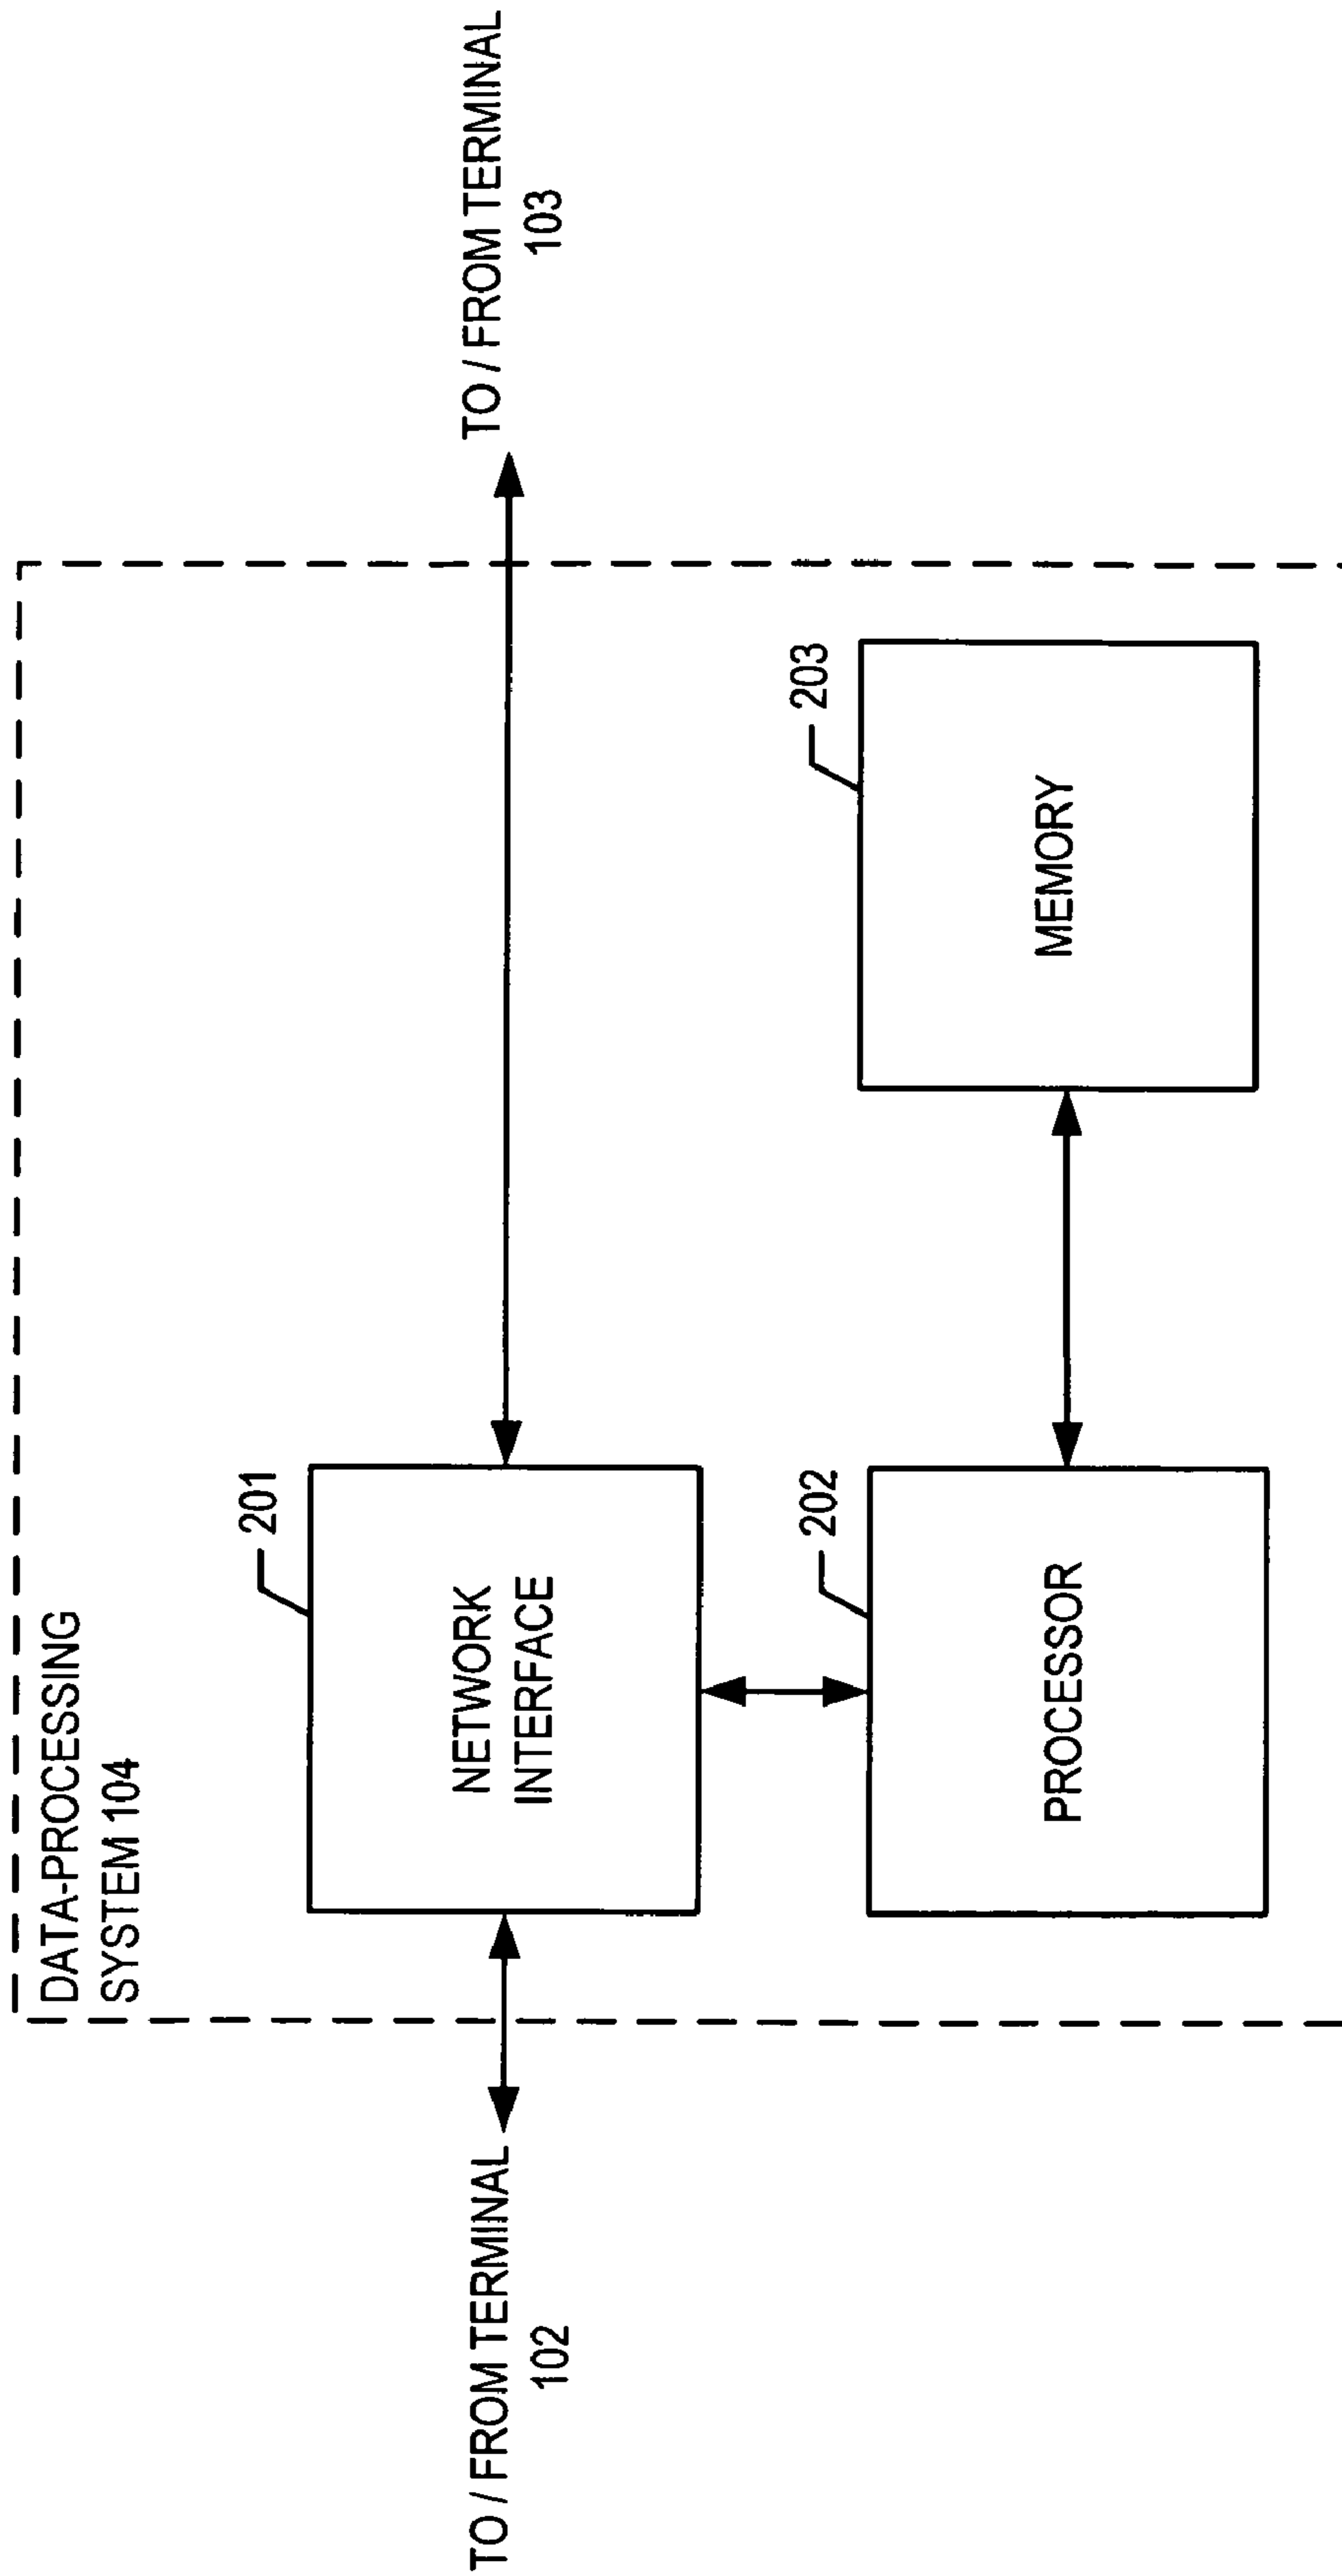 DATA-PROCESSING
SYSTEM 104
201
NETWORK
INTERFACE
TO / FROM TERMINAL
102
TO / FROM TERMINAL
103
202
PROCESSOR
203
MEMORY